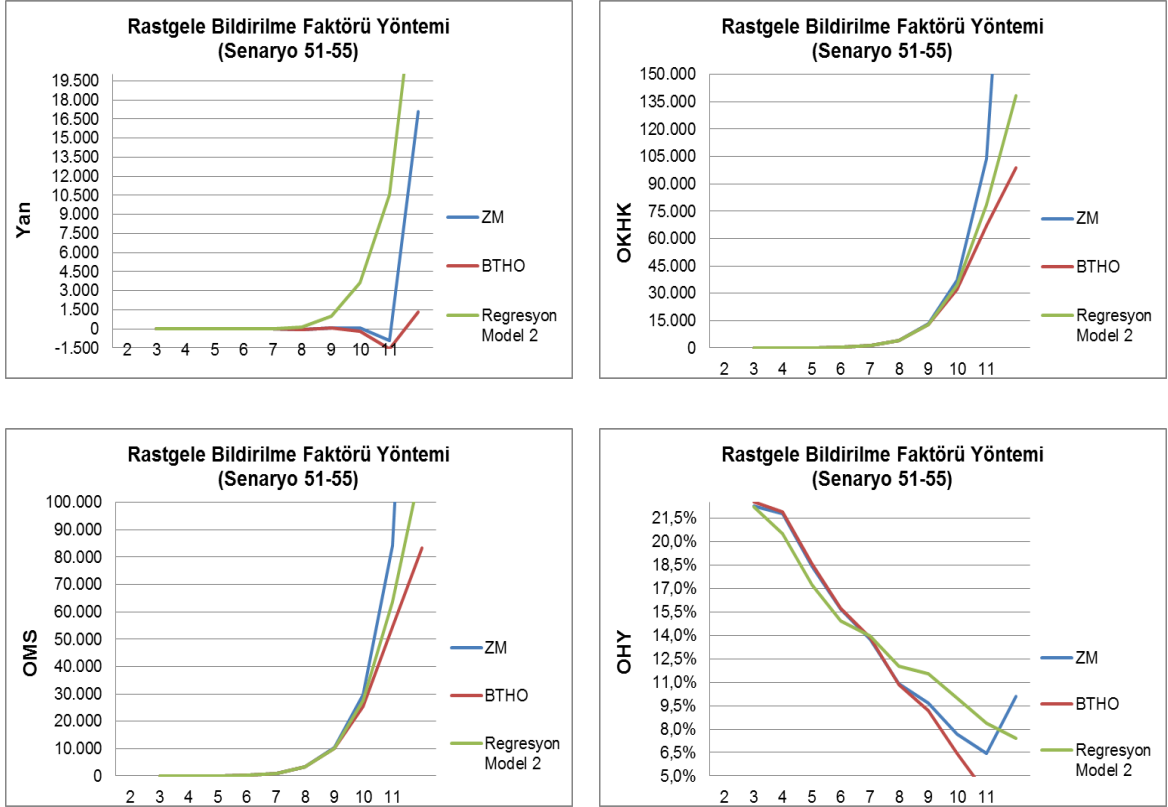 Rastgele Bildirilme Faktörü Yöntemi
(Senaryo 51-55)
Yan
19.500
18.000
16.500
15.000
13.500
12.000
10.500
9.000
7.500
6.000
4.500
3.000
1.500
0
-1.500
2 3 4 5 6 7 8 9 10 11
ZM
BTHO
Regresyon
Model 2
Rastgele Bildirilme Faktörü Yöntemi
(Senaryo 51-55)
OKHK
150.000
135.000
120.000
105.000
90.000
75.000
60.000
45.000
30.000
15.000
0
2 3 4 5 6 7 8 9 10 11
ZM
BTHO
Regresyon
Model 2
Rastgele Bildirilme Faktörü Yöntemi
(Senaryo 51-55)
OMS
100.000
90.000
80.000
70.000
60.000
50.000
40.000
30.000
20.000
10.000
0
2 3 4 5 6 7 8 9 10 11
ZM
BTHO
Regresyon
Model 2
Rastgele Bildirilme Faktörü Yöntemi
(Senaryo 51-55)
OHY
21,5%
20,0%
18,5%
17,0%
15,5%
14,0%
12,5%
11,0%
9,5%
8,0%
6,5%
5,0%
2 3 4 5 6 7 8 9 10 11
ZM
BTHO
Regresyon
Model 2